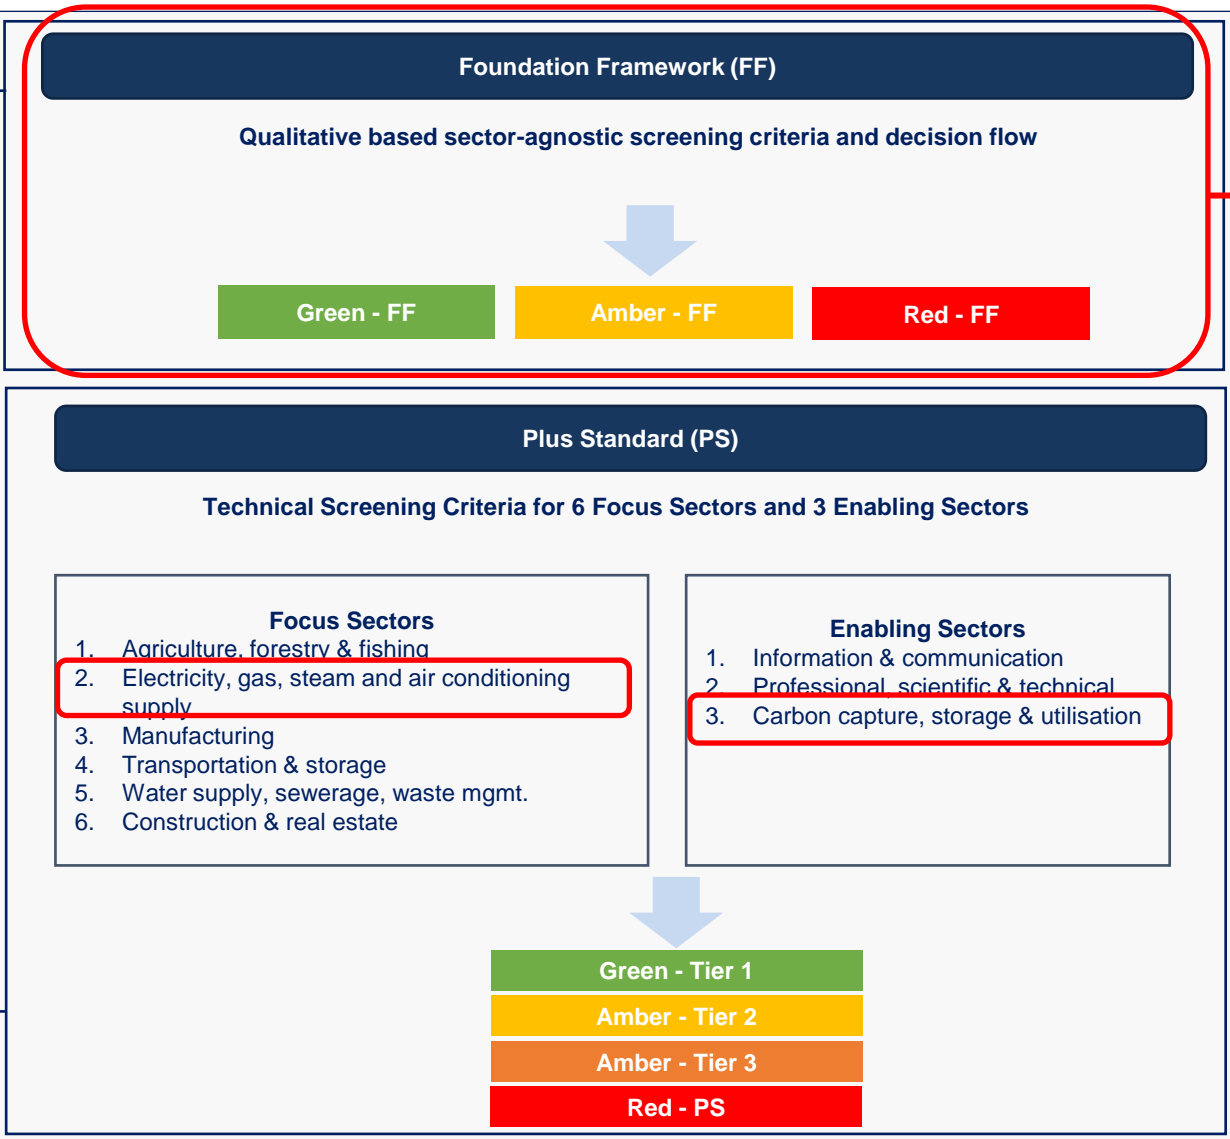 Foundation Framework (FF)
Qualitative based sector-agnostic screening criteria and decision flow
Green - FF
Amber - FF
Red - FF
Plus Standard (PS)
Technical Screening Criteria for 6 Focus Sectors and 3 Enabling Sectors
Focus Sectors
1. Agriculture, forestry & fishing
2. Electricity, gas, steam and air conditioning
supply
3. Manufacturing
4. Transportation & storage
5. Water supply, sewerage, waste mgmt.
6. Construction & real estate
Enabling Sectors
1. Information & communication
2. Professional, scientific & technical
3. Carbon capture, storage & utilisation
Green - Tier 1
Amber - Tier 2
Amber - Tier 3
Red - PS